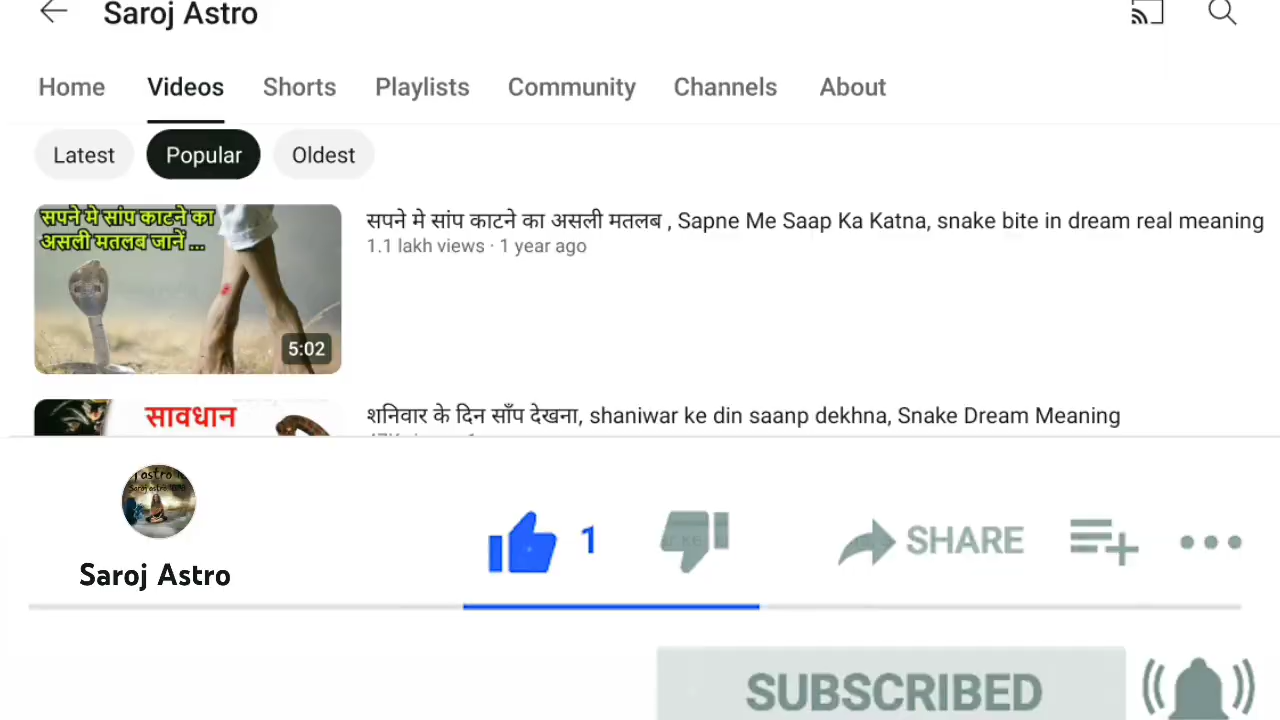 Saroj Astro
Home Videos Shorts Playlists Community Channels About
Latest Popular Oldest
सपने मे सांप काटने का
असली मतलब जानें ...
5:02
सपने मे सांप काटने का असली मतलब , Sapne Me Saap Ka Katna, snake bite in dream real meaning
1.1 lakh views · 1 year ago
सावधान
शनिवार के दिन साँप देखना, shaniwar ke din saanp dekhna, Snake Dream Meaning
Saroj Astro
1
SHARE
SUBSCRIBED